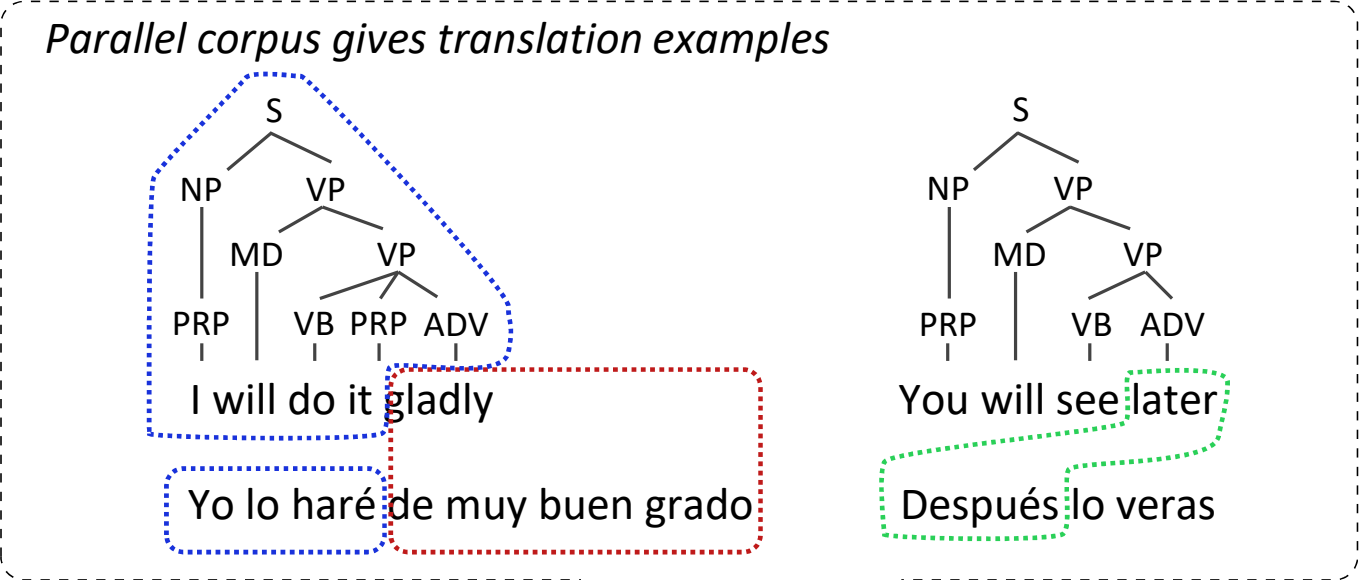 Parallel corpus gives translation examples
S
NP VP
MD VP
PRP VB PRP ADV
I will do it gladly
Yo lo haré de muy buen grado
S
NP VP
MD VP
PRP VB ADV
You will see later
Después lo veras